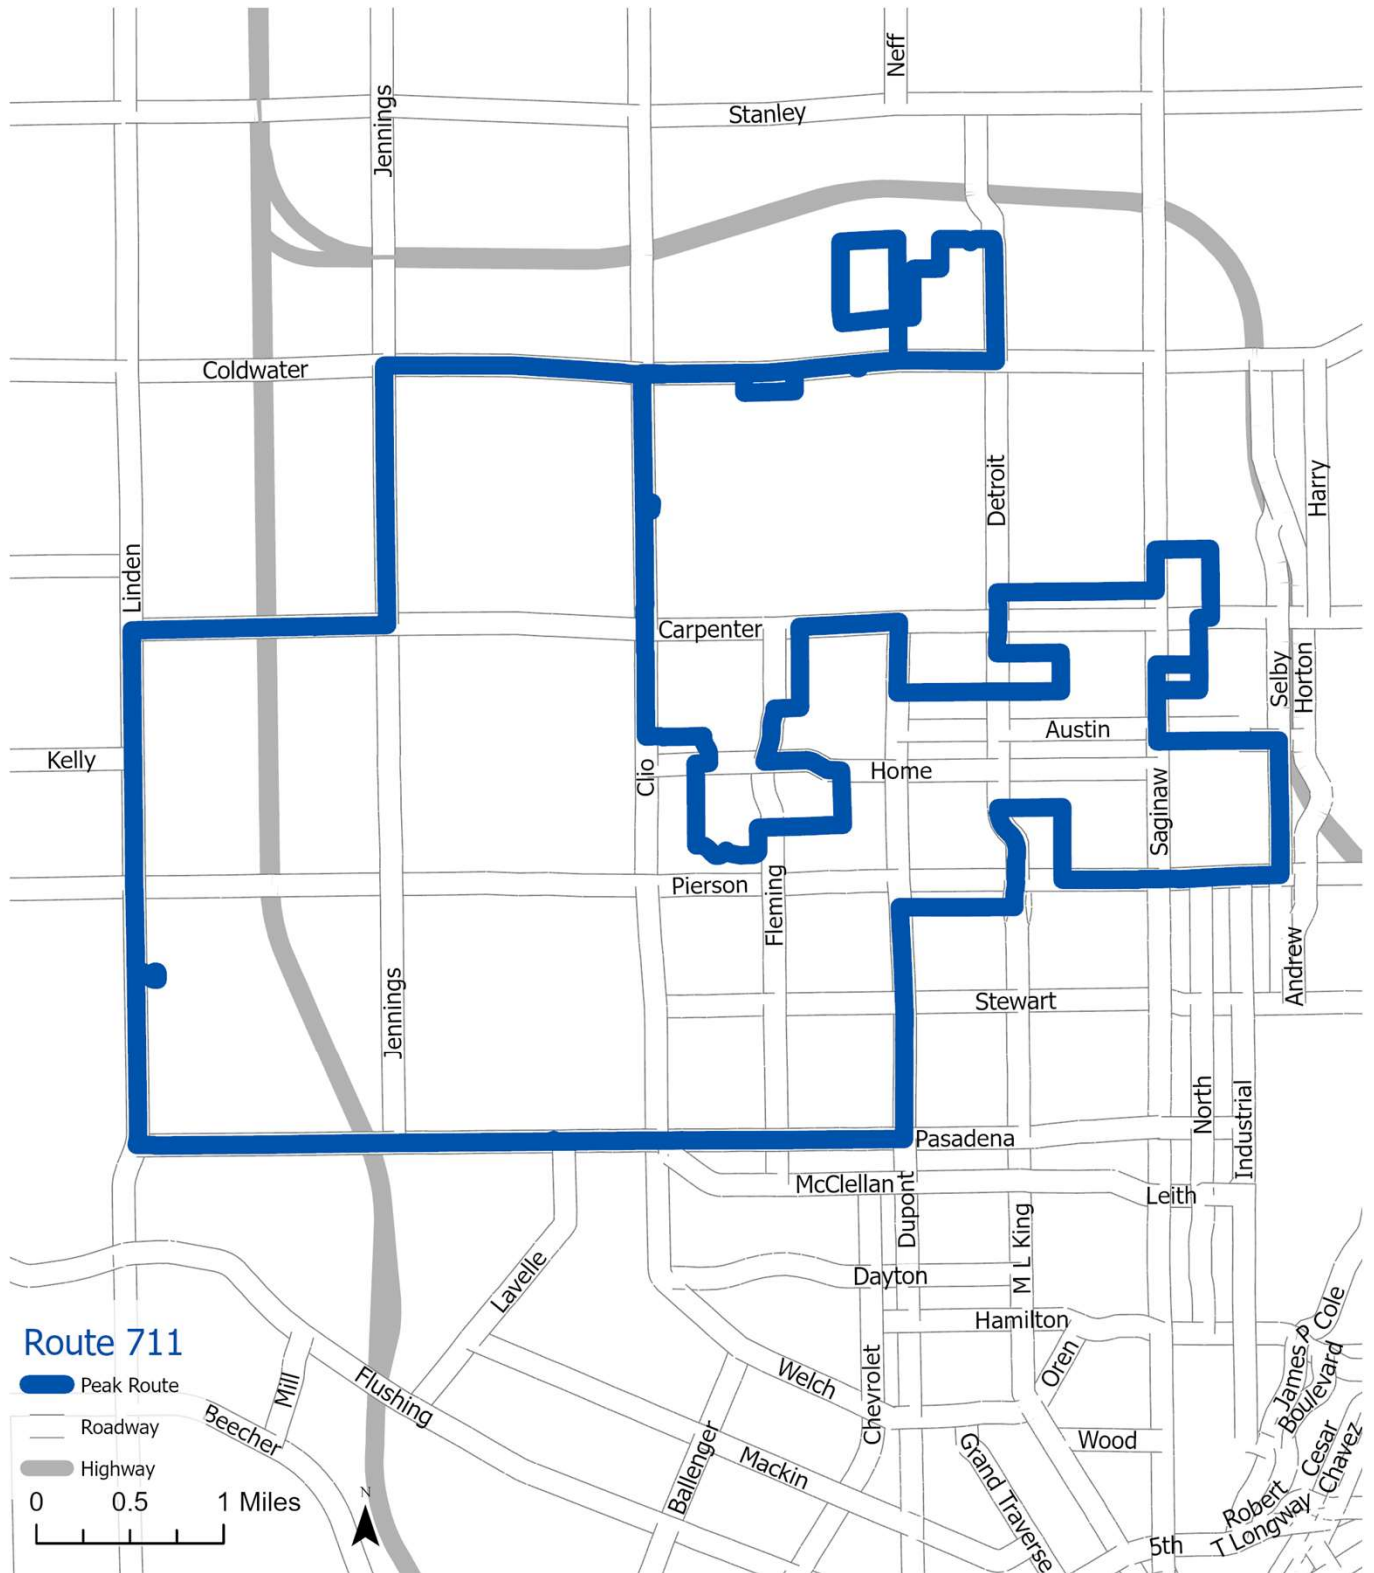 Neff
Stanley
Jennings
Coldwater
Detroit
Harry
Linden
Carpenter
Selby
Horton
Austin
Kelly
Clio
Home
Saginaw
Pierson
Fleming
Andrew
Jennings
Stewart
North
Industrial
Pasadena
McClellan
Leith
Dupont
M L King
Lavelle
Dayton
Hamilton
James P Cole
Boulevard
Oren
Route 711
Peak Route
Roadway
Highway
0 0.5 1 Miles
N
Mill
Flushing
Beecher
Welch
Chevrolet
Ballenger
Mackin
Grand Traverse
Wood
Cesar
Chavez
Robert
T Longway
5th